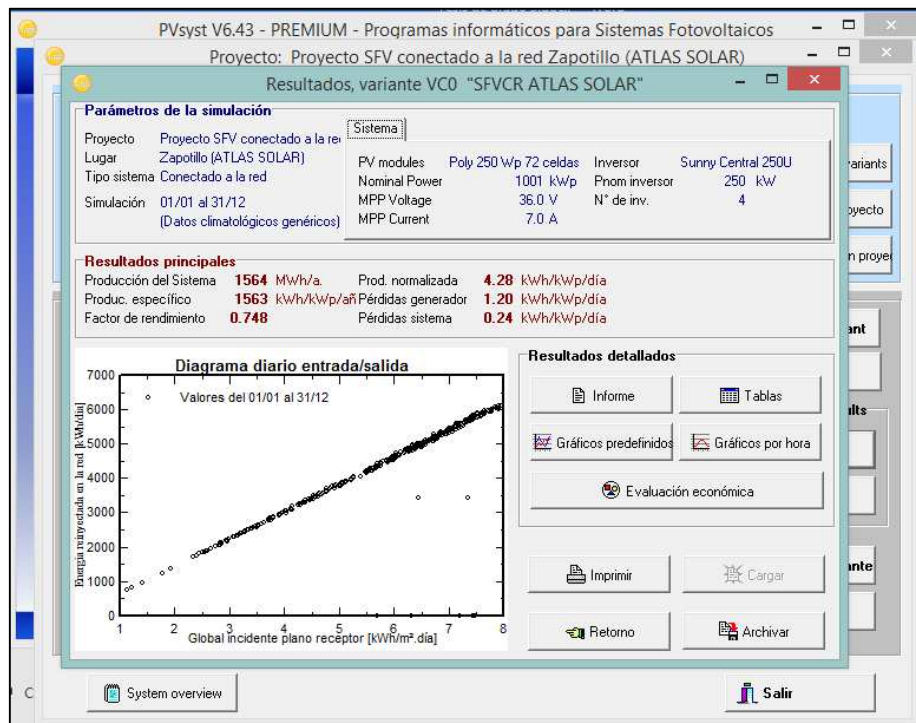 PVsyst V6.43 - PREMIUM - Programas informáticos para Sistemas Fotovoltaicos
Proyecto: Proyecto SFV conectado a la red Zapotillo (ATLAS SOLAR)
Resultados, variante VC0 "SFVCR ATLAS SOLAR"
Parámetros de la simulación
Proyecto Proyecto SFV conectado a la re
Lugar Zapotillo (ATLAS SOLAR)
Tipo sistema Conectado a la red
Simulación 01/01 al 31/12
(Datos climatológicos genéricos)
Sistema
PV modules Poly 250 Wp 72 celdas Inversor Sunny Central 250U
Nominal Power 1001 kWp Pnom inversor 250 kW
MPP Voltage 36.0 V N° de inv. 4
MPP Current 7.0 A
Resultados principales
Producción del Sistema 1564 MWh/a. Prod. normalizada 4.28 kWh/kWp/día
Produc. específico 1563 kWh/kWp/añ Pérdidas generador 1.20 kWh/kWp/día
Factor de rendimiento 0.748 Pérdidas sistema 0.24 kWh/kWp/día
Diagrama diario entrada/salida
Valores del 01/01 al 31/12
Energía reinyectada en la red [kWh/día]
7000
6000
5000
4000
3000
2000
1000
0
1 2 3 4 5 6 7 8
Global incidente plano receptor [kWh/m².día]
Resultados detallados
Informe Tablas
Gráficos predefinidos Gráficos por hora
Evaluación económica
Imprimir Cargar
Retorno Archivar
variants
oyecto
n proye
ant
ults
ante
C
System overview Salir